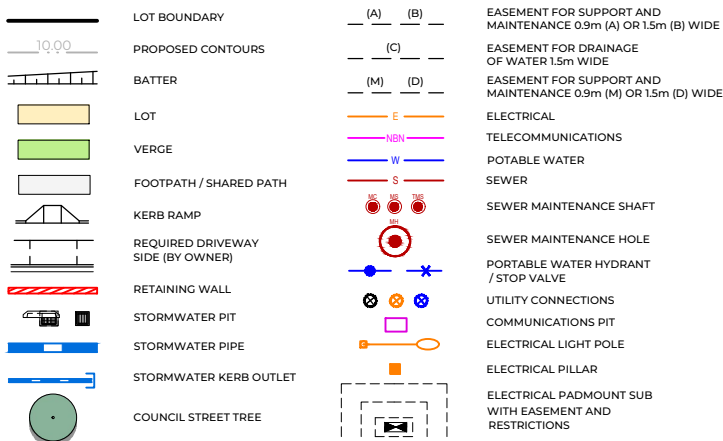 LOT BOUNDARY
10.00
PROPOSED CONTOURS
BATTER
LOT
VERGE
FOOTPATH / SHARED PATH
KERB RAMP
REQUIRED DRIVEWAY
SIDE (BY OWNER)
RETAINING WALL
STORMWATER PIT
STORMWATER PIPE
STORMWATER KERB OUTLET
COUNCIL STREET TREE
(A) (B)
EASEMENT FOR SUPPORT AND
MAINTENANCE 0.9m (A) OR 1.5m (B) WIDE
(C)
EASEMENT FOR DRAINAGE
OF WATER 1.5m WIDE
(M) (D)
EASEMENT FOR SUPPORT AND
MAINTENANCE 0.9m (M) OR 1.5m (D) WIDE
E
ELECTRICAL
NBN
TELECOMMUNICATIONS
W
POTABLE WATER
S
SEWER
MC MS TMS
SEWER MAINTENANCE SHAFT
MH
SEWER MAINTENANCE HOLE
PORTABLE WATER HYDRANT
/ STOP VALVE
UTILITY CONNECTIONS
COMMUNICATIONS PIT
ELECTRICAL LIGHT POLE
ELECTRICAL PILLAR
ELECTRICAL PADMOUNT SUB
WITH EASEMENT AND
RESTRICTIONS